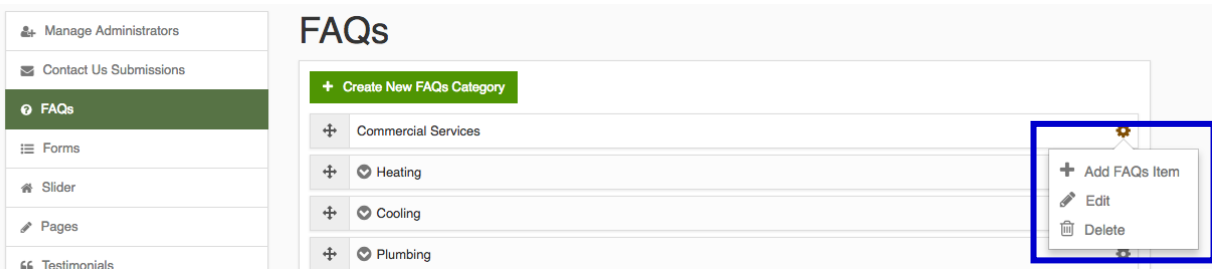 Manage Administrators
Contact Us Submissions
FAQs
Forms
Slider
Pages
Testimonials
FAQs
Create New FAQs Category
Commercial Services
Heating
Cooling
Plumbing
Add FAQs Item
Edit
Delete